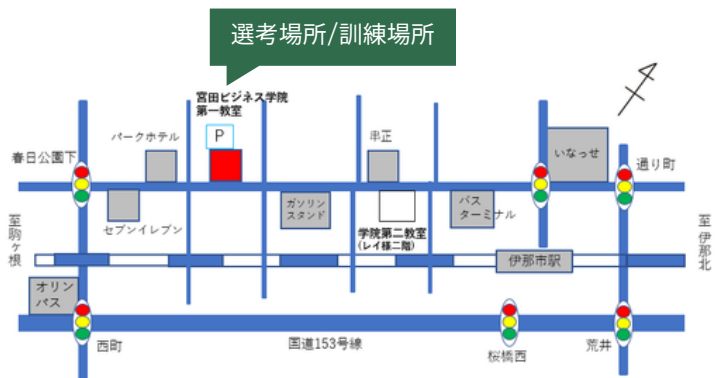 選考場所/訓練場所
宮田ビジネス学院
第一教室
パークホテル
P
串正
いなっせ
春日公園下
通り町
セブンイレブン
ガソリン
スタンド
バス
ターミナル
学院第二教室
(レイ様二階)
至駒ヶ根
至伊那北
伊那市駅
オリン
パス
西町
国道153号線
桜橋西
荒井